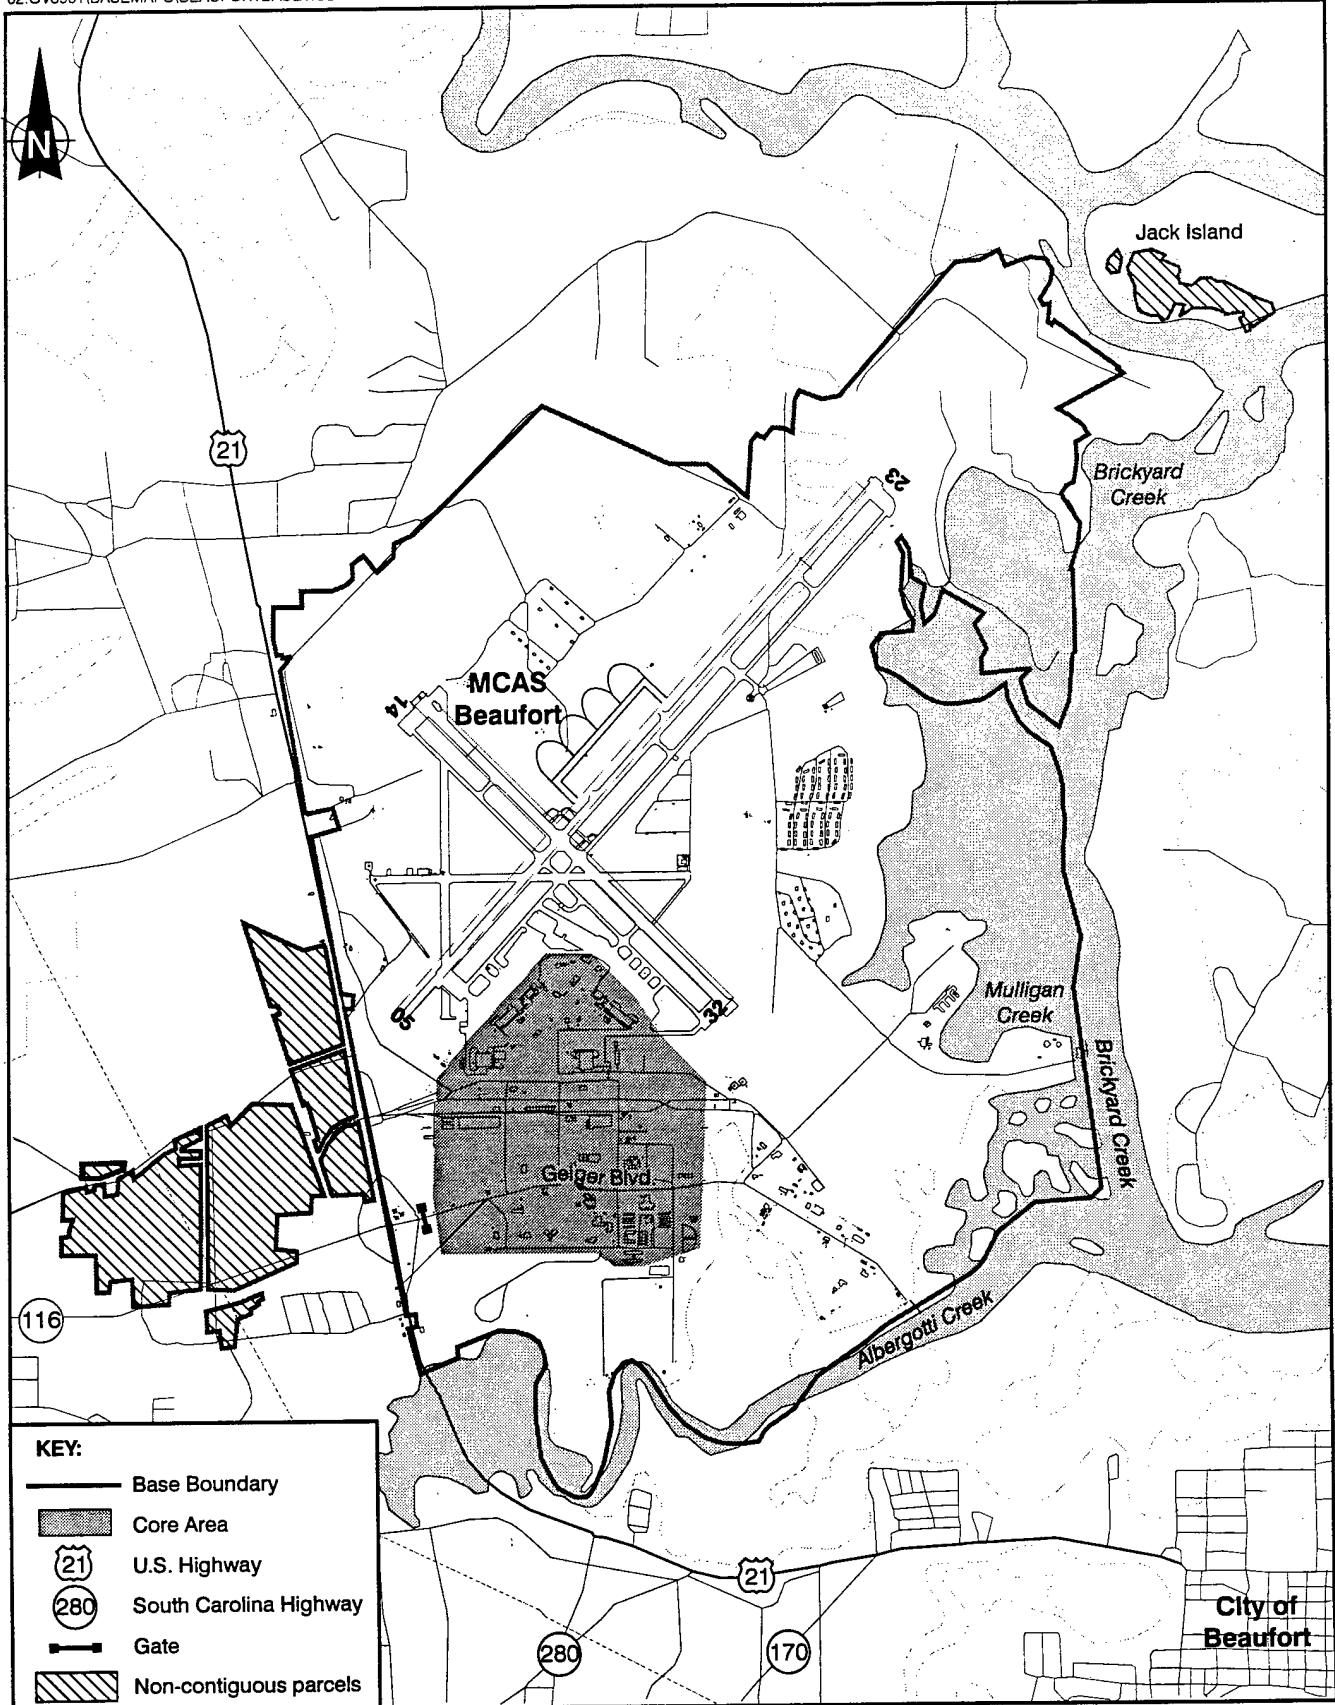 N
Jack Island
21
23
Brickyard
Creek
MCAS
Beaufort
14
05
32
Mulligan
Creek
Brickyard Creek
Geiger Blvd.
116
Albergotti Creek
KEY:
Base Boundary
Core Area
21
U.S. Highway
280
South Carolina Highway
Gate
Non-contiguous parcels
21
280
170
City of
Beaufort